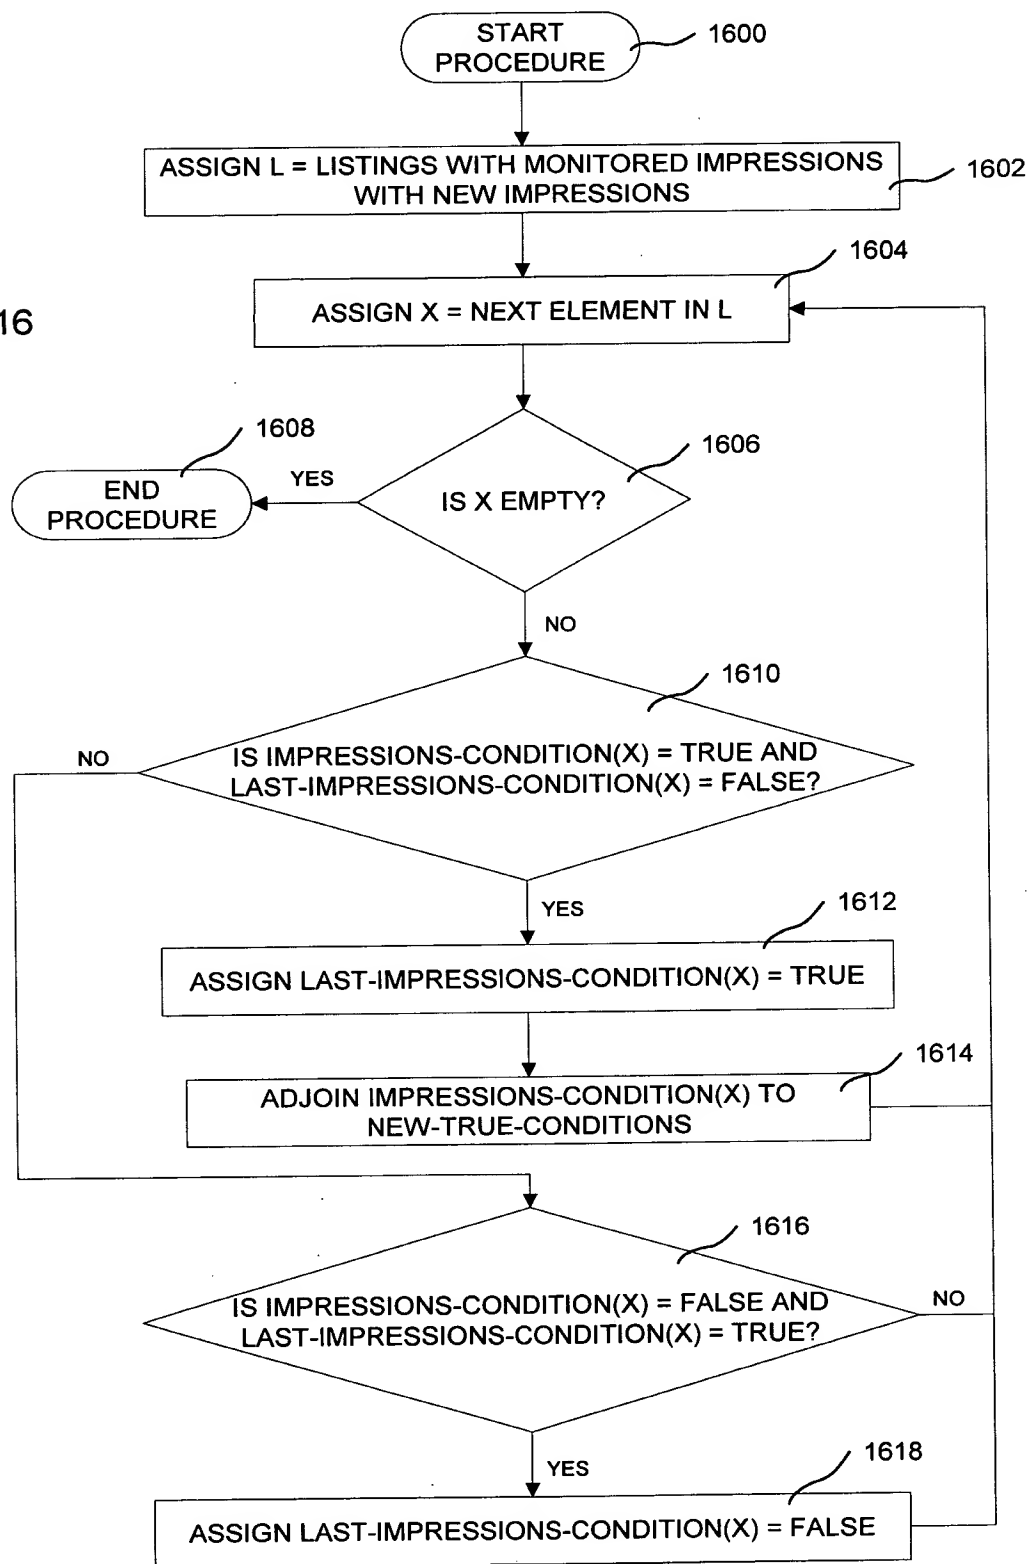 START
PROCEDURE
1600
ASSIGN L = LISTINGS WITH MONITORED IMPRESSIONS
WITH NEW IMPRESSIONS
1602
1604
ASSIGN X = NEXT ELEMENT IN L
16
1608
END
PROCEDURE
YES
1606
IS X EMPTY?
NO
1610
NO
IS IMPRESSIONS-CONDITION(X) = TRUE AND
LAST-IMPRESSIONS-CONDITION(X) = FALSE?
YES
1612
ASSIGN LAST-IMPRESSIONS-CONDITION(X) = TRUE
1614
ADJOIN IMPRESSIONS-CONDITION(X) TO
NEW-TRUE-CONDITIONS
1616
IS IMPRESSIONS-CONDITION(X) = FALSE AND
LAST-IMPRESSIONS-CONDITION(X) = TRUE?
NO
YES
1618
ASSIGN LAST-IMPRESSIONS-CONDITION(X) = FALSE